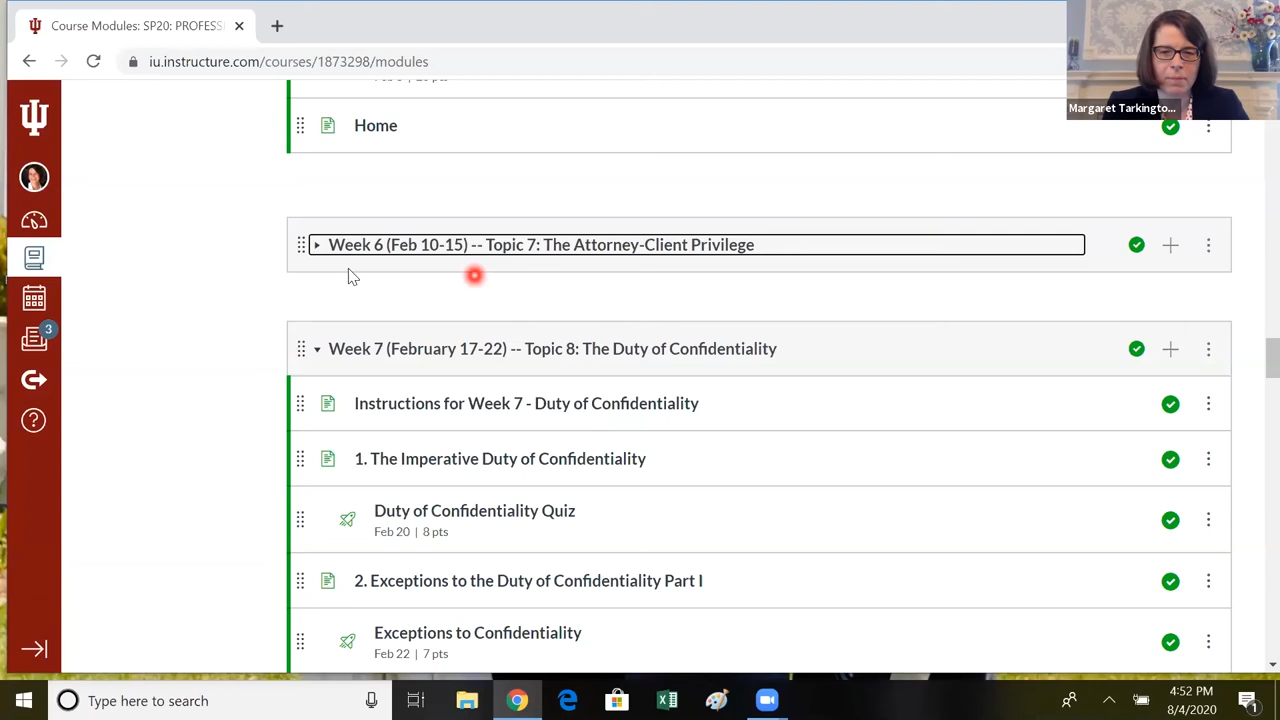 Course Modules: SP20: PROFESS
iu.instructure.com/courses/1873298/modules
Margaret Tarkingto...
Home
Week 6 (Feb 10-15) -- Topic 7: The Attorney-Client Privilege
Week 7 (February 17-22) -- Topic 8: The Duty of Confidentiality
3
Instructions for Week 7 - Duty of Confidentiality
1. The Imperative Duty of Confidentiality
Duty of Confidentiality Quiz
Feb 20 | 8 pts
2. Exceptions to the Duty of Confidentiality Part I
Exceptions to Confidentiality
Feb 22 | 7 pts
Type here to search
4:52 PM
8/4/2020
1